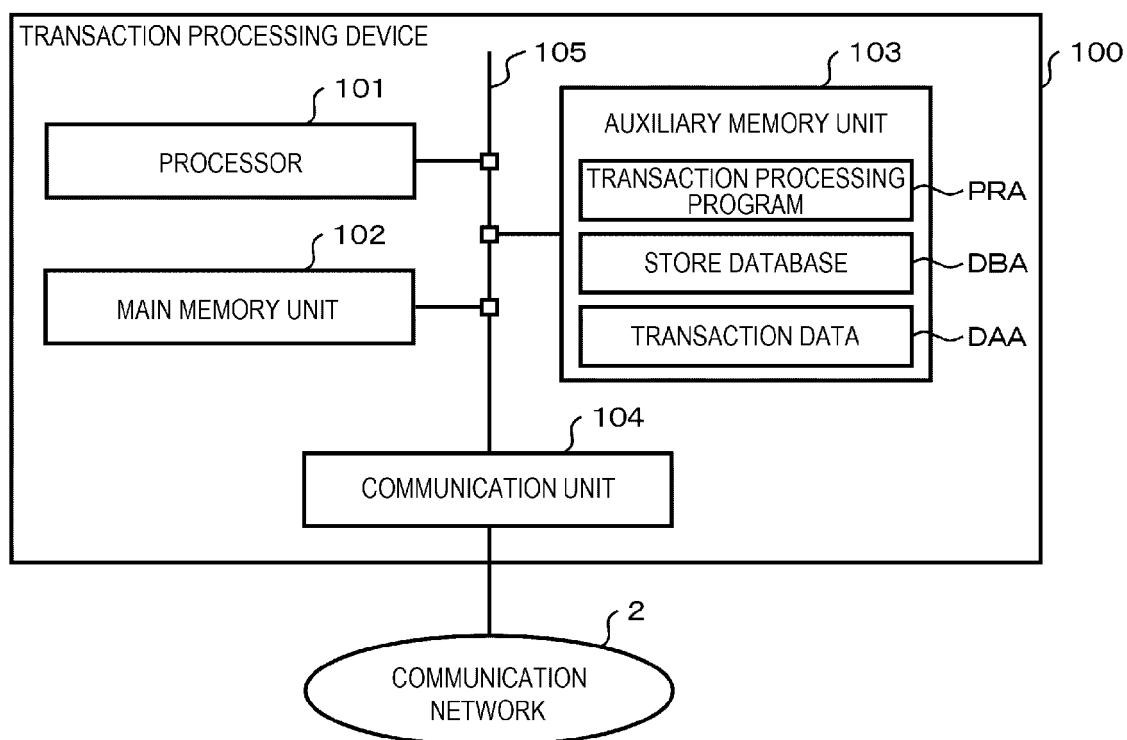 TRANSACTION PROCESSING DEVICE
105
103
100
101
AUXILIARY MEMORY UNIT
PROCESSOR
TRANSACTION PROCESSING
PROGRAM
PRA
102
STORE DATABASE
DBA
MAIN MEMORY UNIT
TRANSACTION DATA
DAA
104
COMMUNICATION UNIT
2
COMMUNICATION
NETWORK